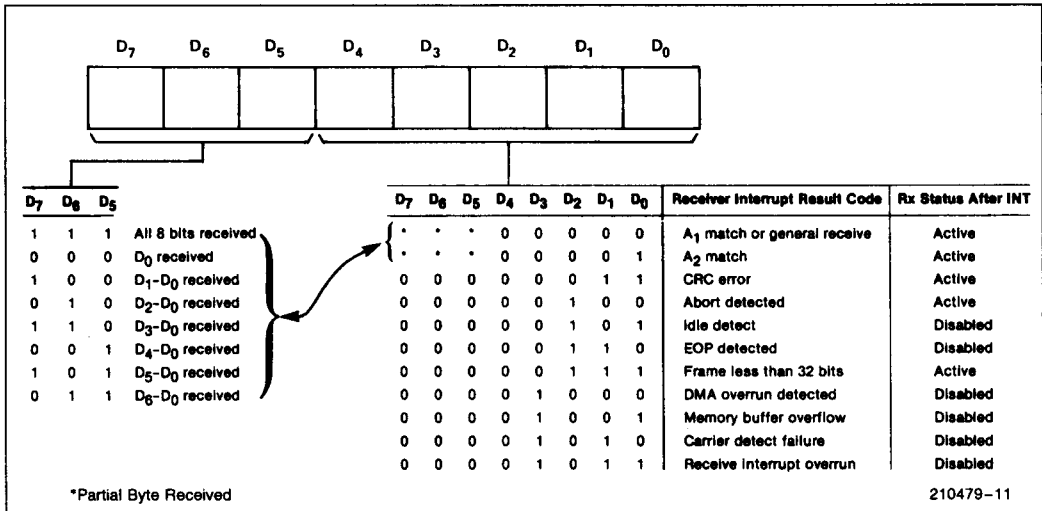 D7 D6 D5 D4 D3 D2 D1 D0
D7 D6 D5
1 1 1 All 8 bits received
0 0 0 D0 received
1 0 0 D1-D0 received
0 1 0 D2-D0 received
1 1 0 D3-D0 received
0 0 1 D4-D0 received
1 0 1 D5-D0 received
0 1 1 D6-D0 received
D7 D6 D5 D4 D3 D2 D1 D0 Receiver Interrupt Result Code Rx Status After INT
* * * 0 0 0 0 0 A1 match or general receive Active
* * * 0 0 0 0 1 A2 match Active
0 0 0 0 0 0 1 1 CRC error Active
0 0 0 0 0 1 0 0 Abort detected Active
0 0 0 0 0 1 0 1 Idle detect Disabled
0 0 0 0 0 1 1 0 EOP detected Disabled
0 0 0 0 0 1 1 1 Frame less than 32 bits Active
0 0 0 0 1 0 0 0 DMA overrun detected Disabled
0 0 0 0 1 0 0 1 Memory buffer overflow Disabled
0 0 0 0 1 0 1 0 Carrier detect failure Disabled
0 0 0 0 1 0 1 1 Receive Interrupt overrun Disabled
*Partial Byte Received
210479-11